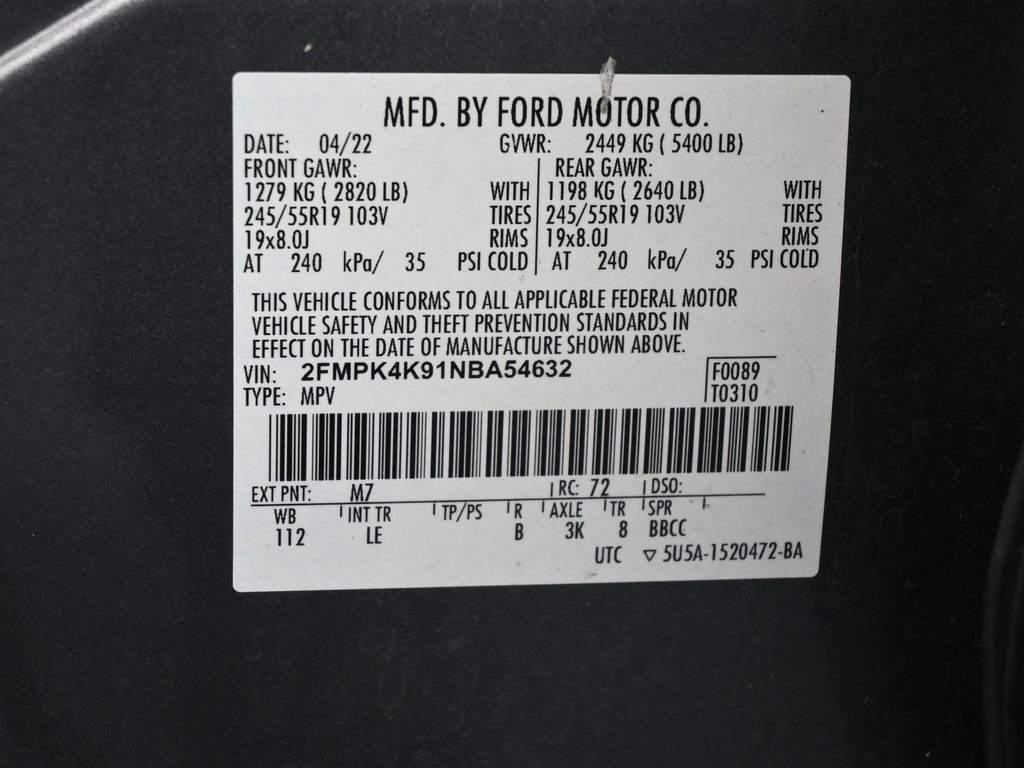 MFD. BY FORD MOTOR CO.
DATE: 04/22 GVWR: 2449 KG ( 5400 LB)
FRONT GAWR: REAR GAWR:
1279 KG ( 2820 LB) WITH 1198 KG ( 2640 LB) WITH
245/55R19 103V TIRES 245/55R19 103V TIRES
19x8.0J RIMS 19x8.0J RIMS
AT 240 kPa/ 35 PSI COLD AT 240 kPa/ 35 PSI COLD
THIS VEHICLE CONFORMS TO ALL APPLICABLE FEDERAL MOTOR
VEHICLE SAFETY AND THEFT PREVENTION STANDARDS IN
EFFECT ON THE DATE OF MANUFACTURE SHOWN ABOVE.
VIN: 2FMPK4K91NBA54632 F0089
TYPE: MPV T0310
EXT PNT: M7 RC: 72 DSO:
WB INT TR TP/PS R AXLE TR SPR
112 LE B 3K 8 BBCC
UTC ▽ 5U5A-1520472-BA